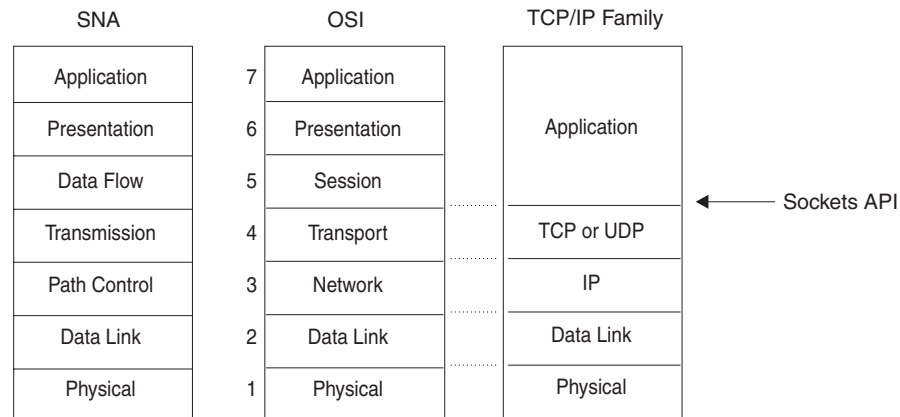 SNA OSI TCP/IP Family
Application 7 Application
Presentation 6 Presentation Application
Data Flow 5 Session
Sockets API
Transmission 4 Transport TCP or UDP
Path Control 3 Network IP
Data Link 2 Data Link Data Link
Physical 1 Physical Physical